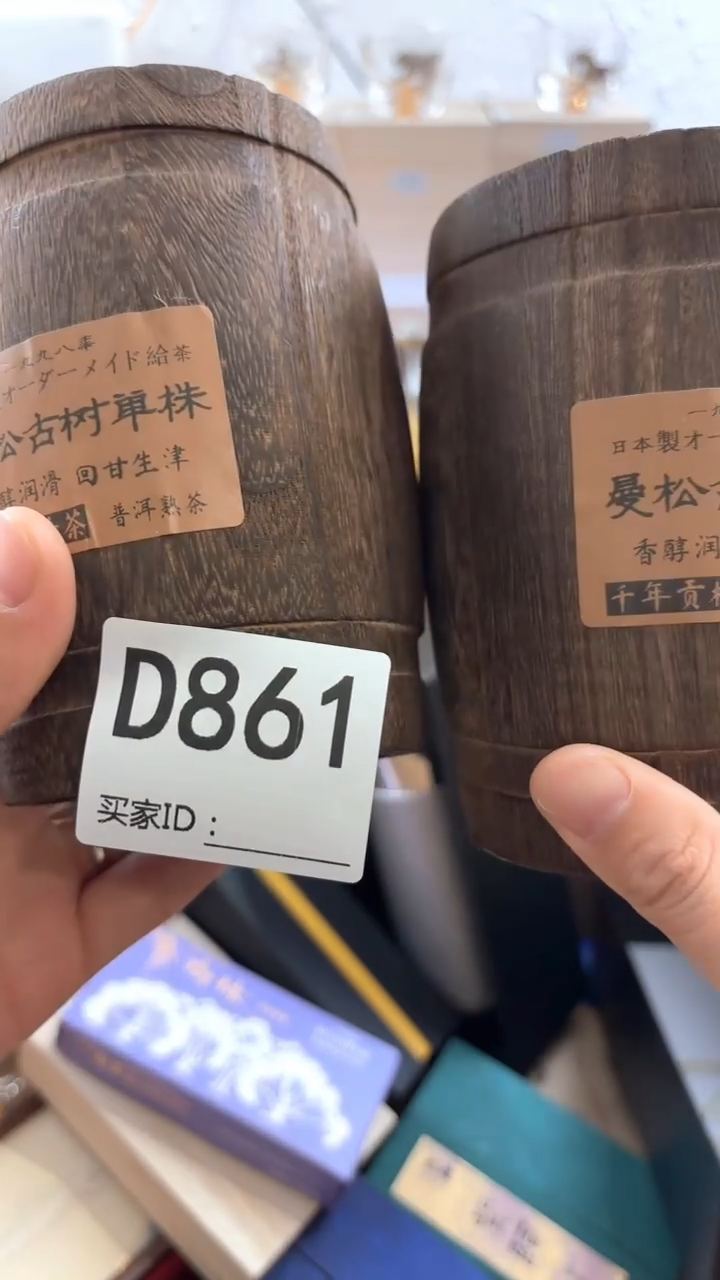 一九九八年
オーダーメイド給茶
松古树单株
醇润滑 回甘生津
茶 普洱熟茶
D861
买家ID：
一九
日本製オー
曼松古
香醇润
千年贡